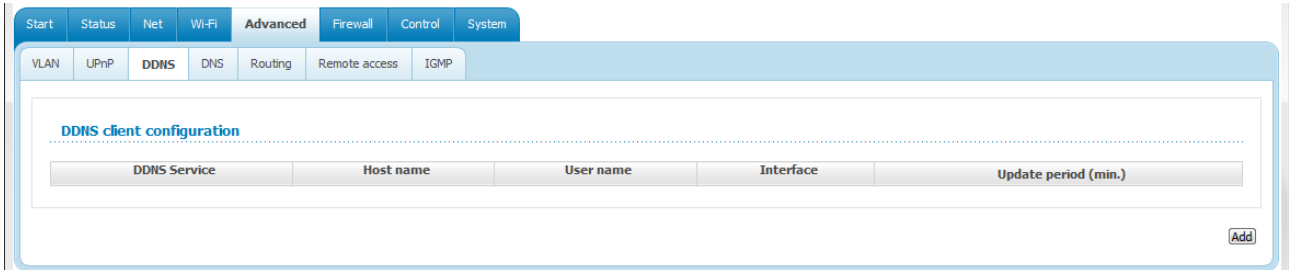 Start Status Net Wi-Fi Advanced Firewall Control System
VLAN UPnP DDNS DNS Routing Remote access IGMP
DDNS client configuration
DDNS Service Host name User name Interface Update period (min.)
Add